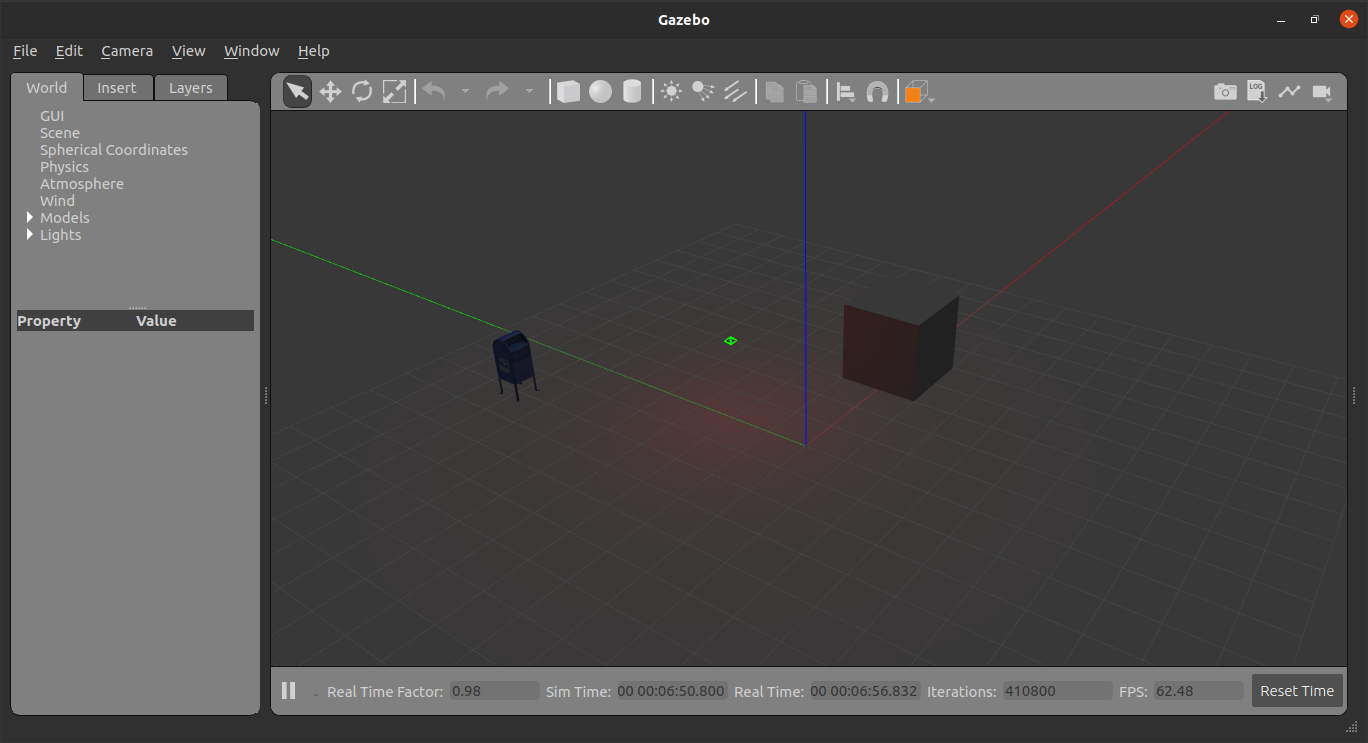 Gazebo
File Edit Camera View Window Help
World Insert Layers
GUI
Scene
Spherical Coordinates
Physics
Atmosphere
Wind
Models
Lights
Property Value
LOG
Real Time Factor: 0.98 Sim Time: 00 00:06:50.800 Real Time: 00 00:06:56.832 Iterations: 410800 FPS: 62.48 Reset Time